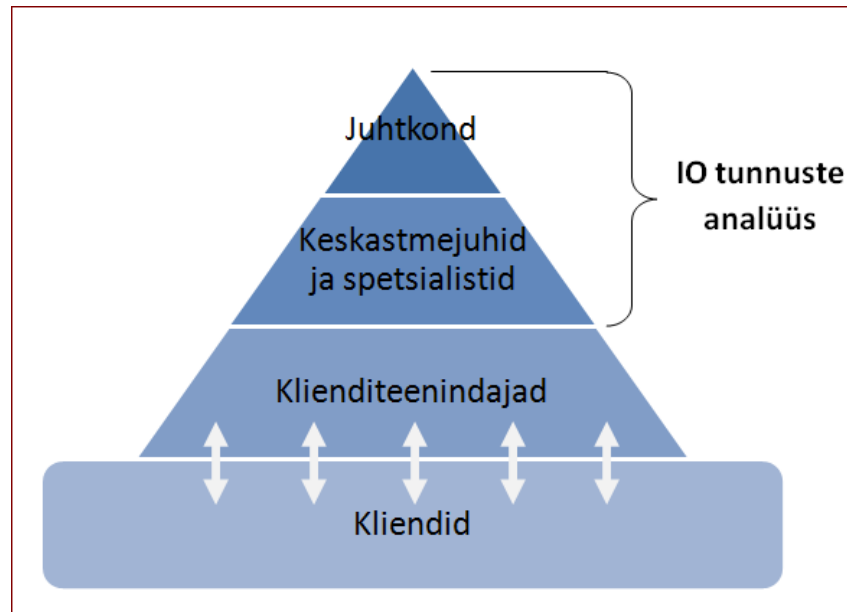 Juhtkond
Keskastmejuhid
ja spetsialistid
IO tunnuste
analüüs
Klienditeenindajad
Kliendid